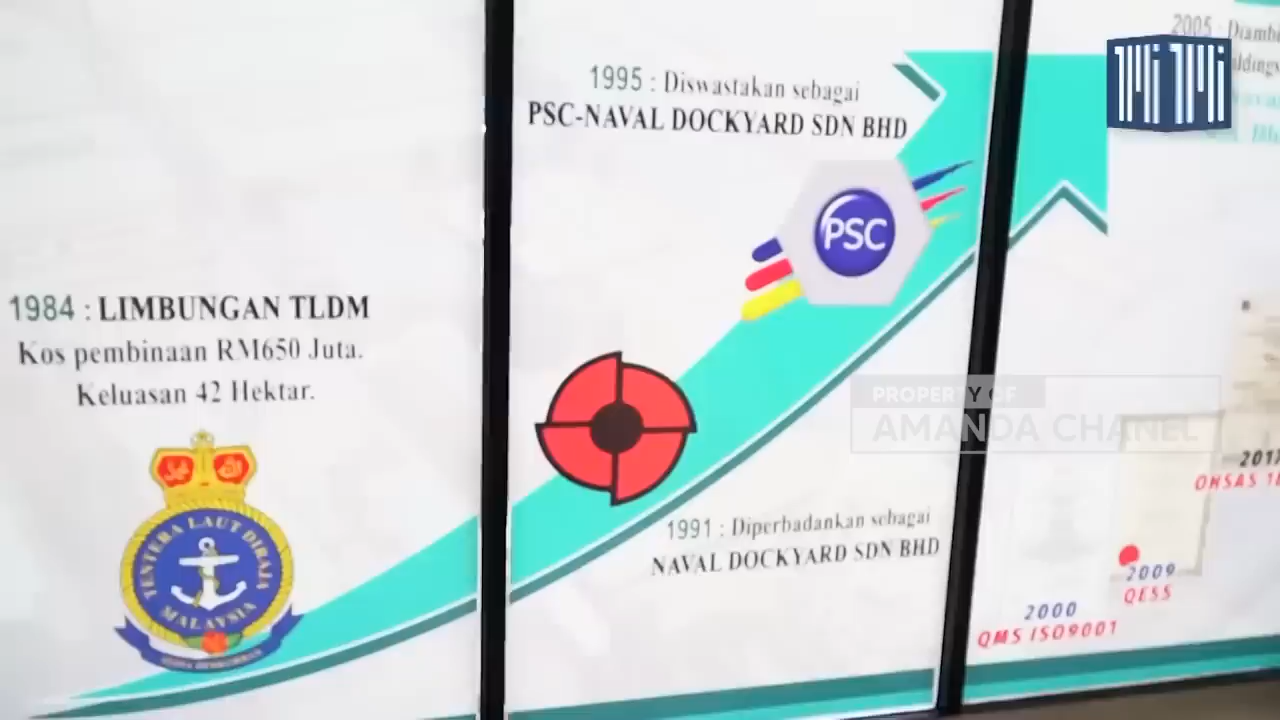 1984 : LIMBUNGAN TLDM
Kos pembinaan RM650 Juta.
Keluasan 42 Hektar.
TENTERA LAUT DIRAJA
MALAYSIA
1995 : Diswastakan sebagai
PSC-NAVAL DOCKYARD SDN BHD
PSC
1991 : Diperbadankan sebagai
NAVAL DOCKYARD SDN BHD
2005 :
PROPERTY OF
AMANDA CHANEL
OHSAS
2009
QESS
2000
QMS ISO9001